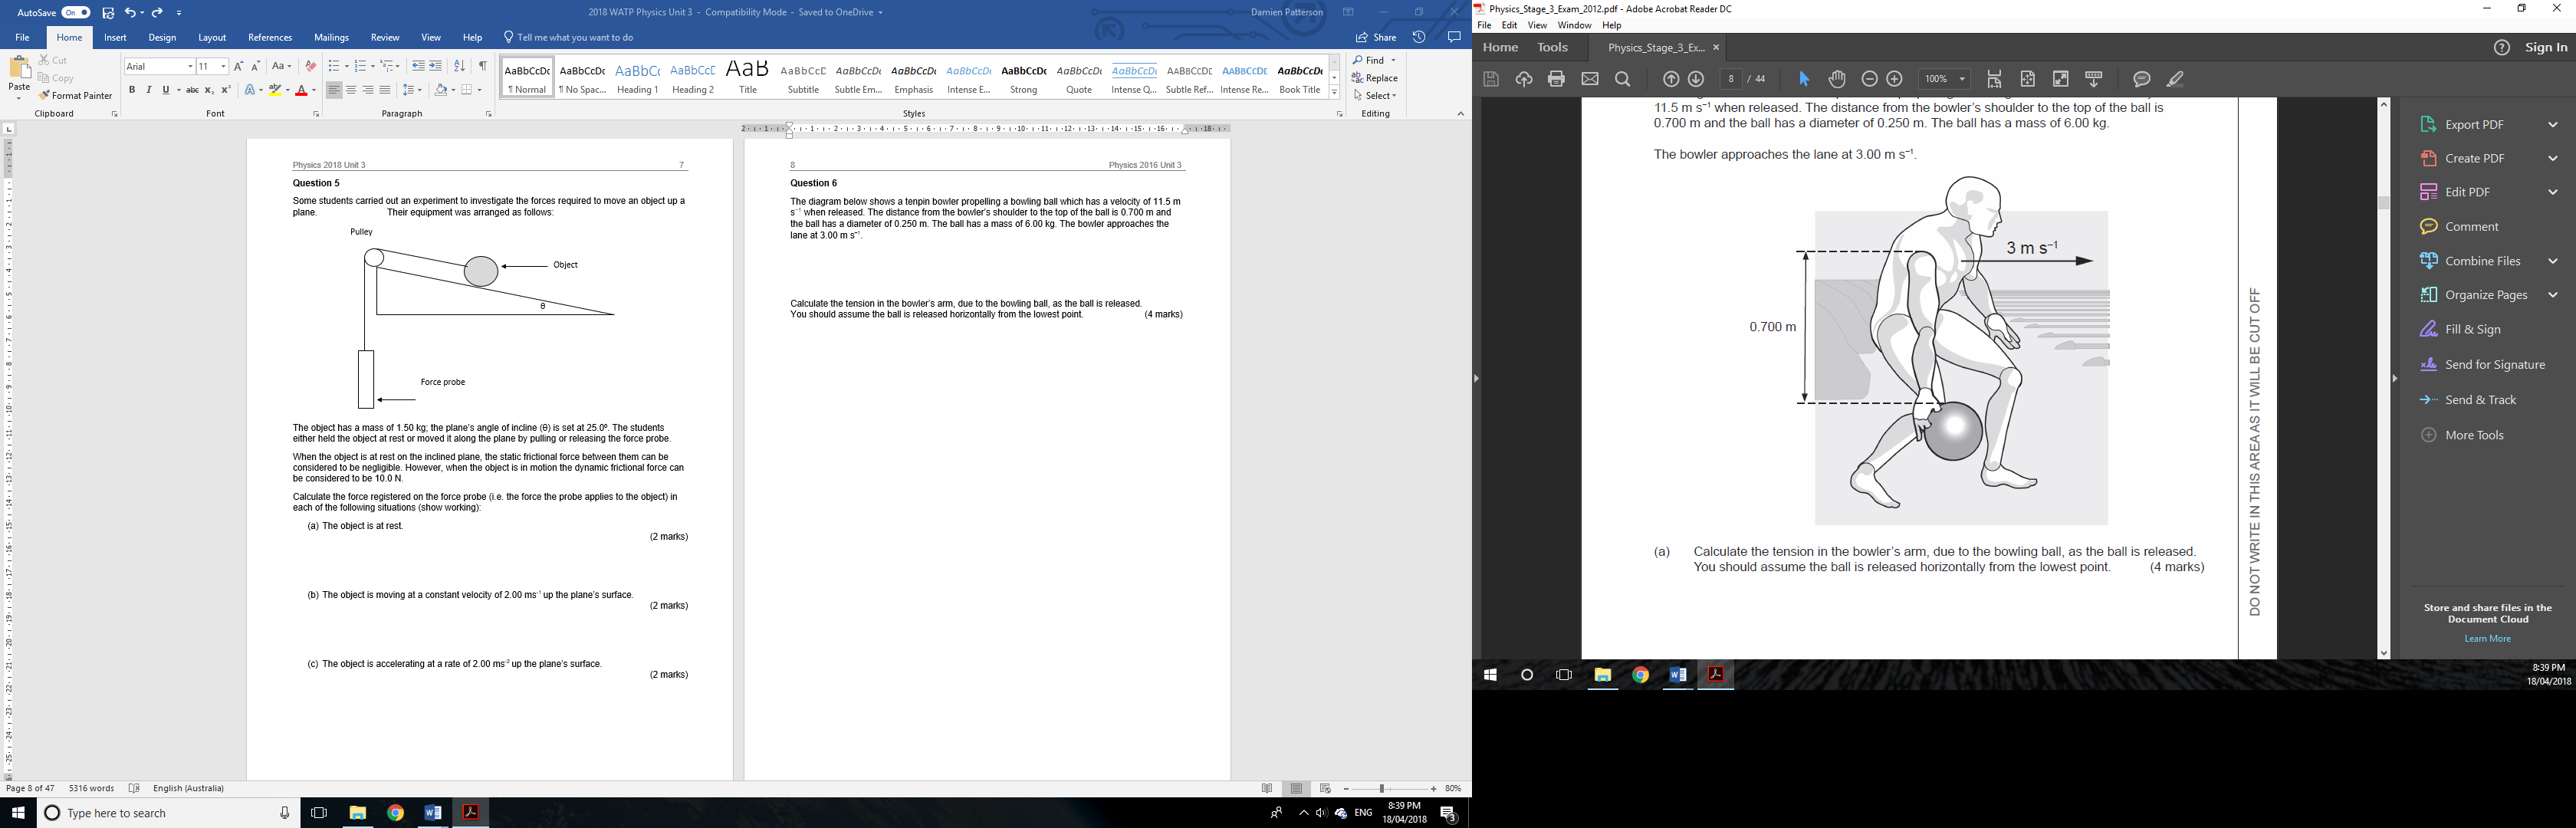 AutoSave On
2018 WATP Physics Unit 3 - Compatibility Mode - Saved to OneDrive
Damien Patterson
File Home Insert Design Layout References Mailings Review View Help Tell me what you want to do
Share
Paste
Cut
Copy
Format Painter
Clipboard
Arial 11
Font
Paragraph
AaBbCcDc AaBbCcDc AaBbCc AaBbCcE AaB AaBbCcD AaBbCcDt AaBbCcDt AaBbCcDt AaBbCcDc AaBbCcDt AaBbCcDt AABBCCDE AABBCCDE AaBbCcDt
¶ Normal ¶ No Spac... Heading 1 Heading 2 Title Subtitle Subtle Em... Emphasis Intense E... Strong Quote Intense Q... Subtle Ref... Intense Re... Book Title
Styles
Find
Replace
Select
Editing
Physics 2018 Unit 3 7
Question 5
Some students carried out an experiment to investigate the forces required to move an object up a
plane. Their equipment was arranged as follows:
Pulley
Object
θ
Force probe
The object has a mass of 1.50 kg; the plane's angle of incline (θ) is set at 25.0º. The students
either held the object at rest or moved it along the plane by pulling or releasing the force probe.
When the object is at rest on the inclined plane, the static frictional force between them can be
considered to be negligible. However, when the object is in motion the dynamic frictional force can
be considered to be 10.0 N.
Calculate the force registered on the force probe (i.e. the force the probe applies to the object) in
each of the following situations (show working):
(a) The object is at rest.
(2 marks)
(b) The object is moving at a constant velocity of 2.00 ms⁻¹ up the plane's surface.
(2 marks)
(c) The object is accelerating at a rate of 2.00 ms⁻² up the plane's surface.
(2 marks)
8 Physics 2016 Unit 3
Question 6
The diagram below shows a tenpin bowler propelling a bowling ball which has a velocity of 11.5 m
s⁻¹ when released. The distance from the bowler's shoulder to the top of the ball is 0.700 m and
the ball has a diameter of 0.250 m. The ball has a mass of 6.00 kg. The bowler approaches the
lane at 3.00 m s⁻¹.
Calculate the tension in the bowler's arm, due to the bowling ball, as the ball is released.
You should assume the ball is released horizontally from the lowest point. (4 marks)
Page 8 of 47 5316 words English (Australia)
80%
Type here to search
ENG
8:39 PM
18/04/2018
3
Physics_Stage_3_Exam_2012.pdf - Adobe Acrobat Reader DC
File Edit View Window Help
Home Tools Physics_Stage_3_Ex... ×
Sign In
8 / 44
100%
11.5 m s⁻¹ when released. The distance from the bowler's shoulder to the top of the ball is
0.700 m and the ball has a diameter of 0.250 m. The ball has a mass of 6.00 kg.
The bowler approaches the lane at 3.00 m s⁻¹.
3 m s⁻¹
0.700 m
(a) Calculate the tension in the bowler's arm, due to the bowling ball, as the ball is released.
You should assume the ball is released horizontally from the lowest point. (4 marks)
DO NOT WRITE IN THIS AREA AS IT WILL BE CUT OFF
Export PDF
Create PDF
Edit PDF
Comment
Combine Files
Organize Pages
Fill & Sign
Send for Signature
Send & Track
More Tools
Store and share files in the
Document Cloud
Learn More
8:39 PM
18/04/2018